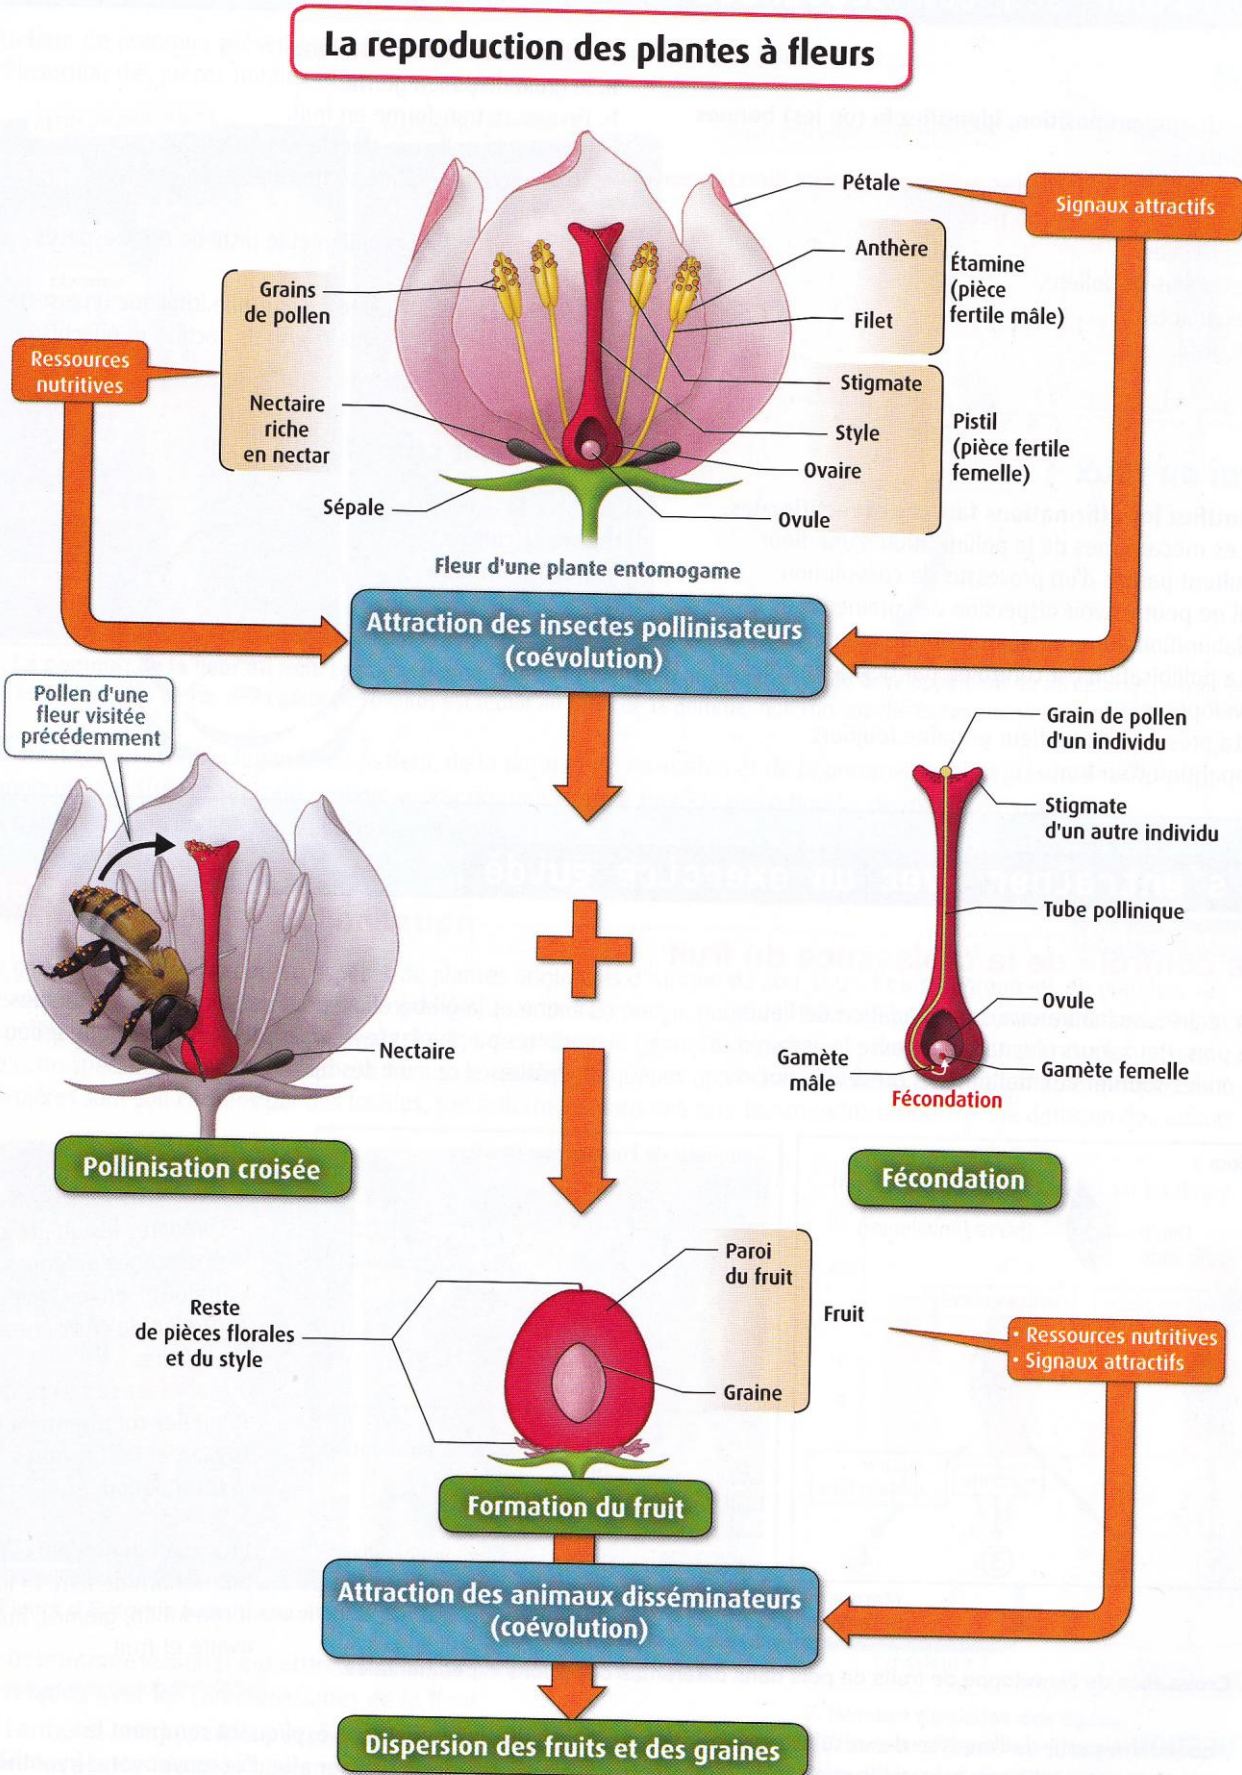 La reproduction des plantes à fleurs
Pétale
Signaux attractifs
Anthère
Étamine
(pièce
fertile mâle)
Filet
Grains
de pollen
Ressources
nutritives
Nectaire
riche
en nectar
Stigmate
Style
Pistil
(pièce fertile
femelle)
Ovaire
Ovule
Sépale
Fleur d'une plante entomogame
Attraction des insectes pollinisateurs
(coévolution)
Pollen d'une
fleur visitée
précédemment
Nectaire
Pollinisation croisée
Grain de pollen
d'un individu
Stigmate
d'un autre individu
Tube pollinique
Ovule
Gamète
mâle
Gamète femelle
Fécondation
Fécondation
Paroi
du fruit
Reste
de pièces florales
et du style
Fruit
Graine
• Ressources nutritives
• Signaux attractifs
Formation du fruit
Attraction des animaux disséminateurs
(coévolution)
Dispersion des fruits et des graines